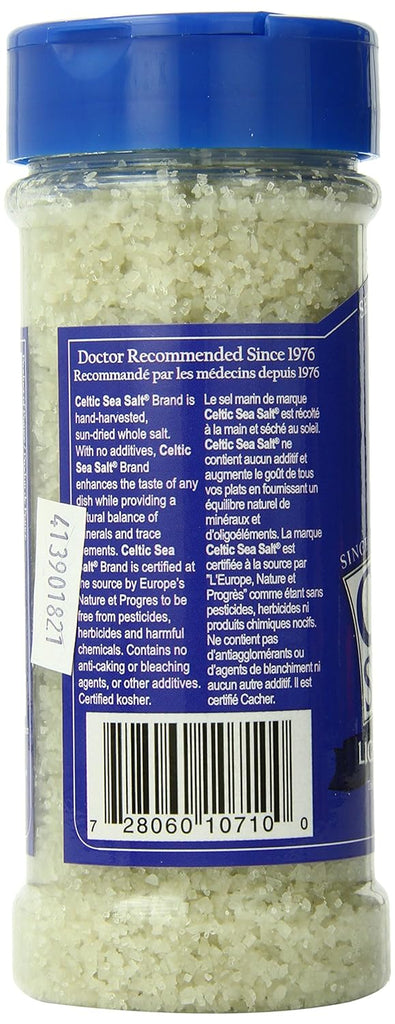 Doctor Recommended Since 1976
Recommandé par les médecins depuis 1976
Celtic Sea Salt® Brand is
hand-harvested,
sun-dried whole salt.
With no additives, Celtic
Sea Salt® Brand
enhances the taste of any
dish while providing a
tural balance of
nerals and trace
ements. Celtic Sea
alt® Brand is certified at
he source by Europe's
Nature et Progres to be
free from pesticides,
herbicides and harmful
chemicals. Contains no
anti-caking or bleaching
agents, or other additives.
Certified kosher.
Le sel marin de marque
Celtic Sea Salt® est récolté
à la main et séché au soleil.
Celtic Sea Salt® ne
contient aucun additif et
augmente le goût de tous
vos plats en fournissant un
équilibre naturel de
minéraux et
d'oligoéléments. La marque
Celtic Sea Salt® est
certifiée à la source par
"L'Europe, Nature et
Progrès" comme étant sans
pesticides, herbicides ni
produits chimiques nocifs.
Ne contient pas
d'antiagglomérants ou
d'agents de blanchiment ni
aucun autre additif. Il est
certifié Cacher.
413901821
7 28060 10710 0